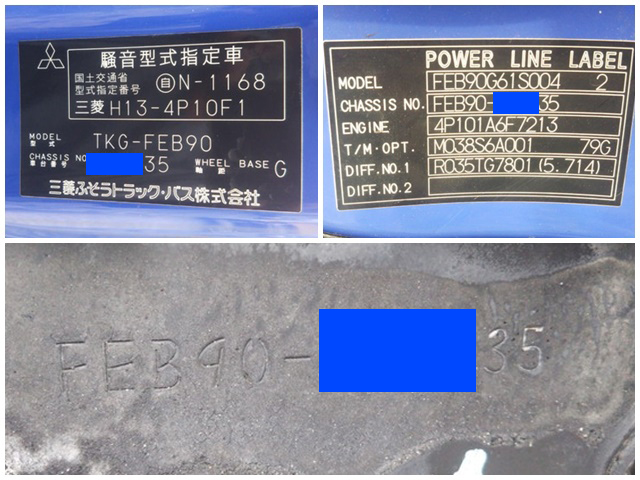 騒音型式指定車
国土交通省
型式指定番号
自 N-1168
三菱 H13-4P10F1
MODEL
型式
TKG-FEB90
CHASSIS NO
車台番号
35
WHEEL BASE
軸距
G
三菱ふそうトラック・バス株式会社
POWER LINE LABEL
MODEL FEB90G61S004 2
CHASSIS NO. FEB90- 35
ENGINE 4P101A6F7213
T/M-OPT. M038S6A001 79G
DIFF.NO.1 R035TG7801(5.714)
DIFF.NO.2
FEB90- 35